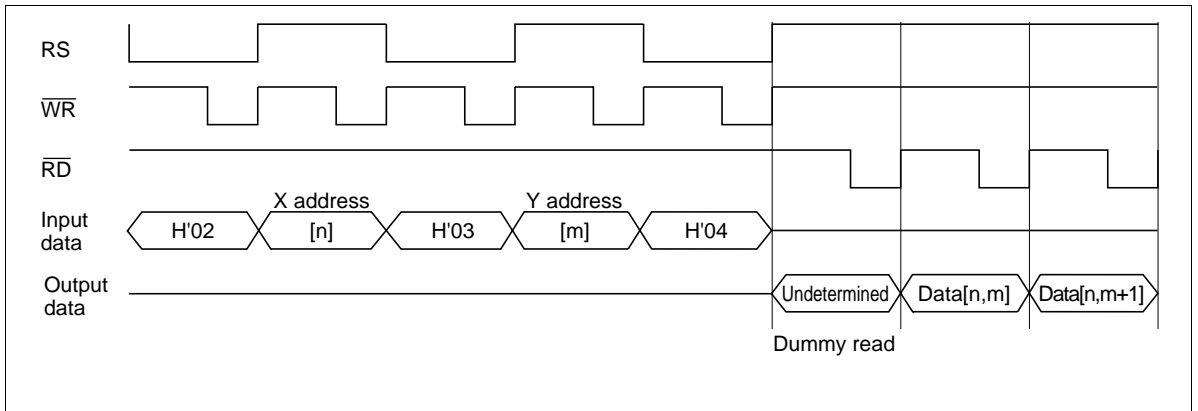 RS
WR
RD
X address
Y address
Input data
H'02
[n]
H'03
[m]
H'04
Output data
Undetermined
Data[n,m]
Data[n,m+1]
Dummy read